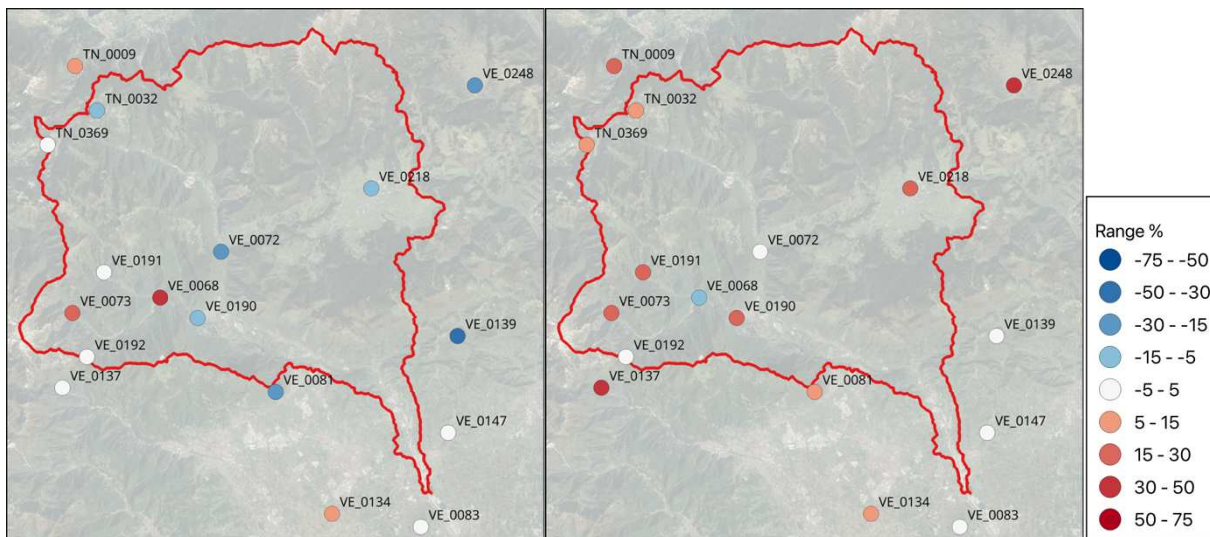 TN_0009
VE_0248
TN_0032
TN_0369
VE_0218
VE_0072
VE_0191
VE_0068
VE_0073
VE_0190
VE_0139
VE_0192
VE_0137
VE_0081
VE_0147
VE_0134
VE_0083
TN_0009
VE_0248
TN_0032
TN_0369
VE_0218
VE_0072
VE_0191
VE_0068
VE_0073
VE_0190
VE_0139
VE_0192
VE_0137
VE_0081
VE_0147
VE_0134
VE_0083
Range %
-75 - -50
-50 - -30
-30 - -15
-15 - -5
-5 - 5
5 - 15
15 - 30
30 - 50
50 - 75